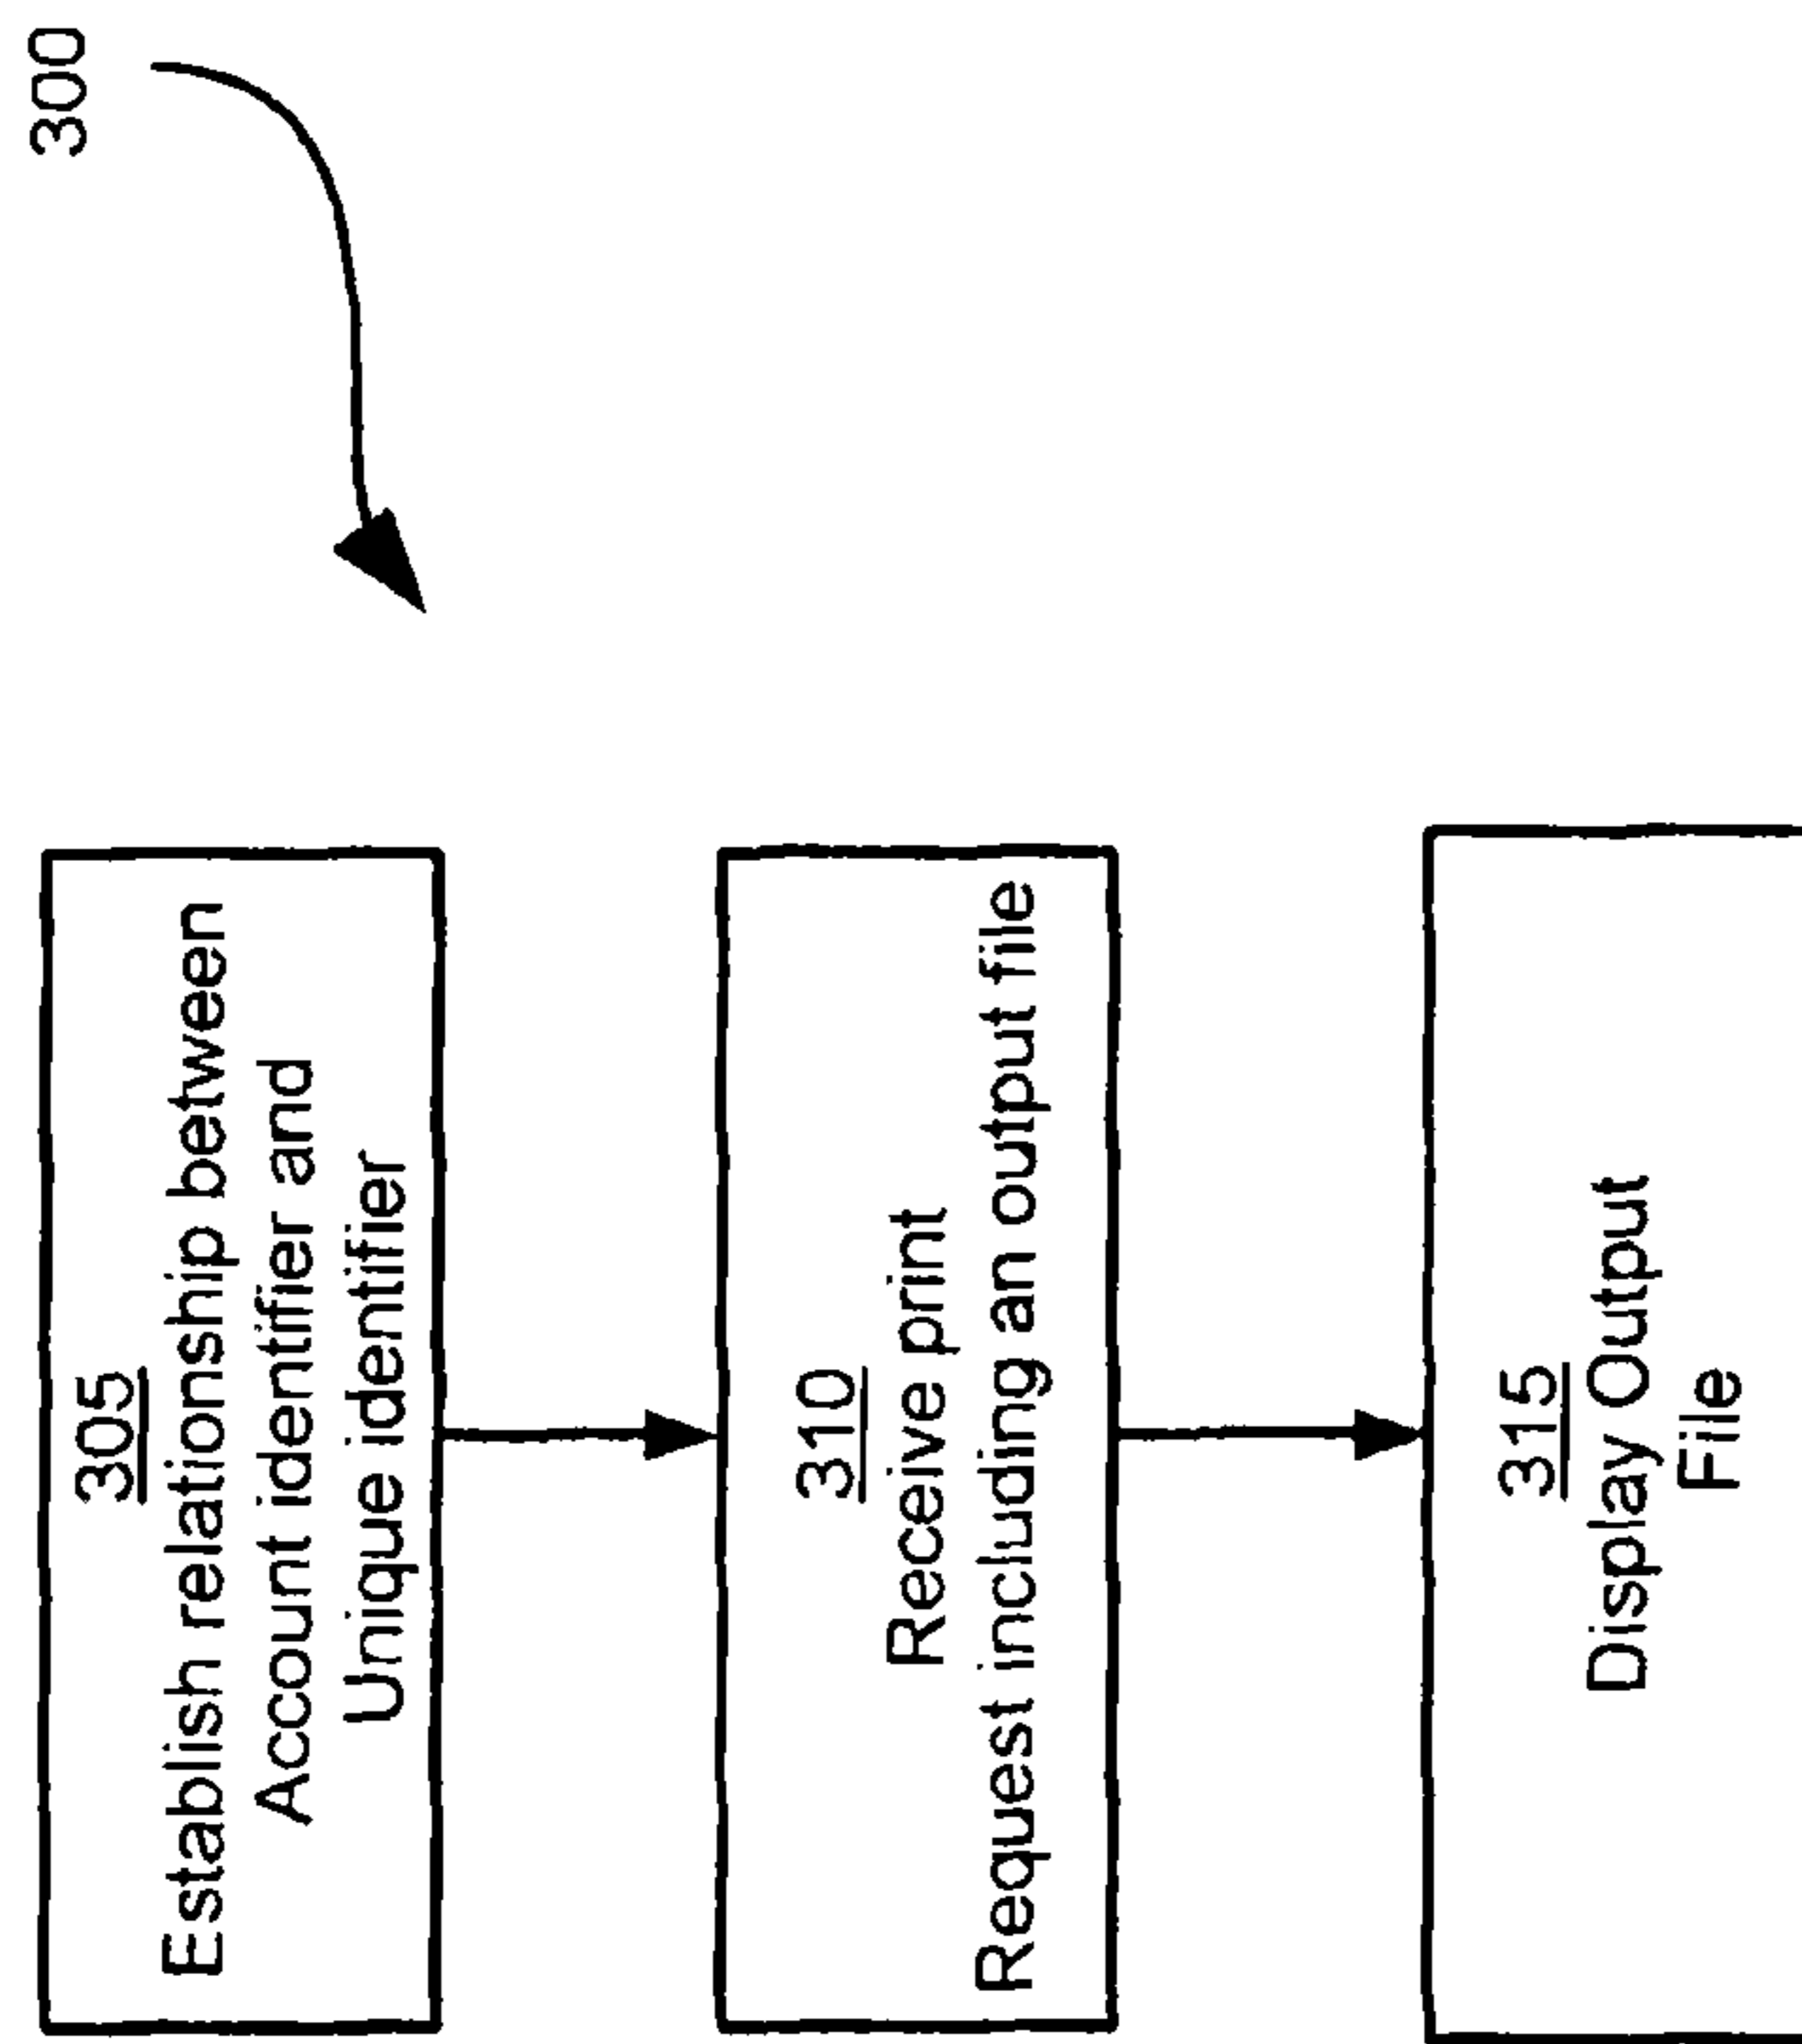 300
305
Establish relationship between
Account identifier and
Unique identifier
310
Receive print
Request including an output file
315
Display Output
File